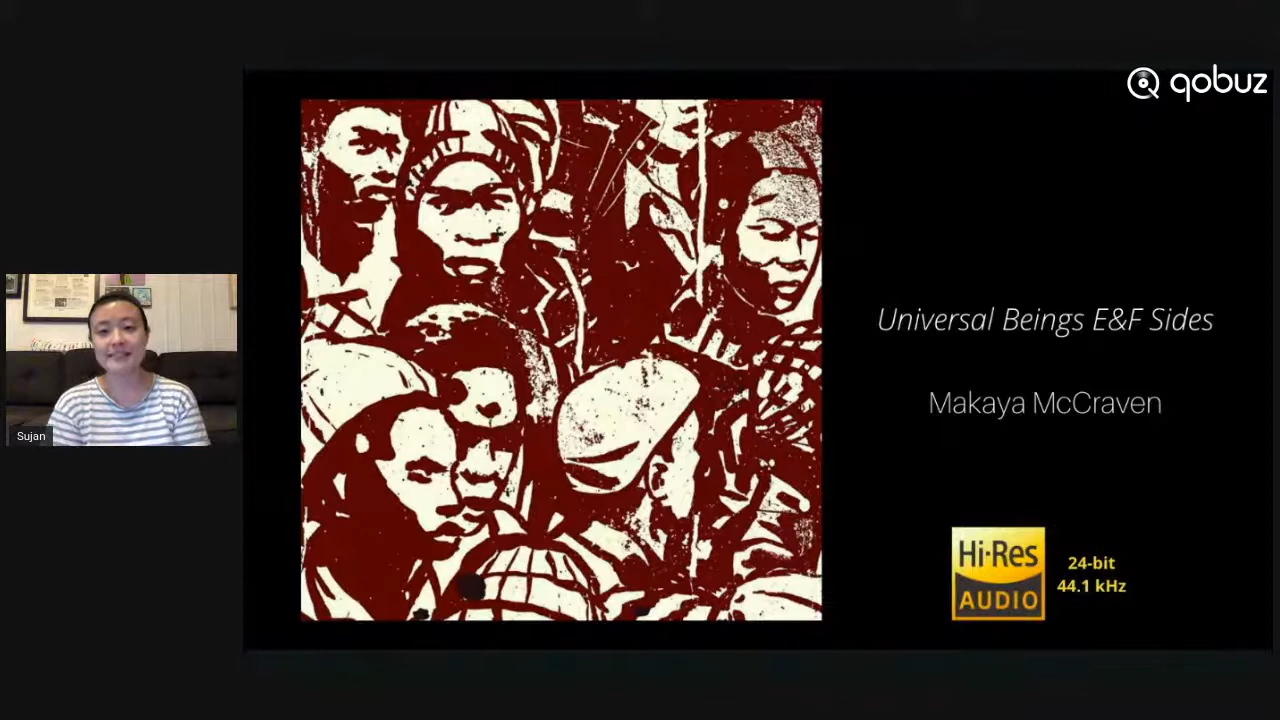 qobuz
Universal Beings E&F Sides
Makaya McCraven
Hi-Res
AUDIO
24-bit
44.1 kHz
Sujan